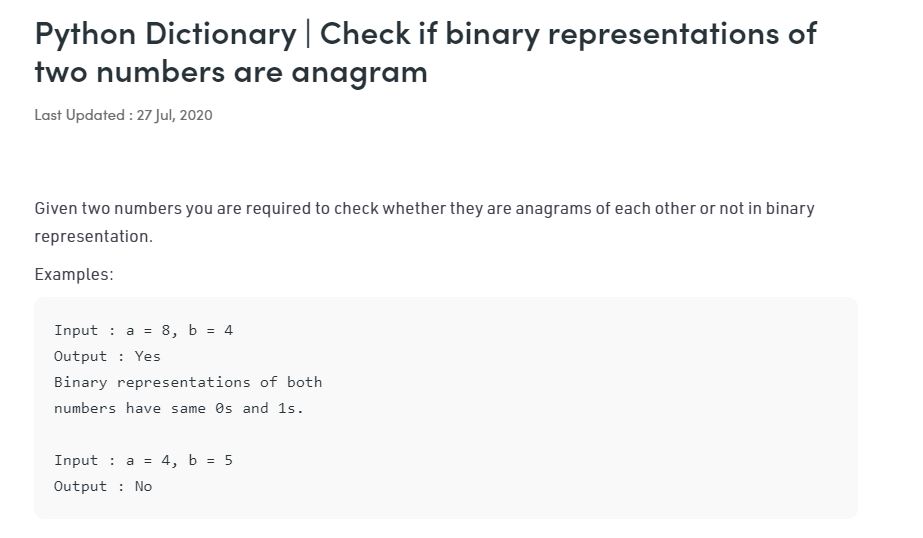 Python Dictionary | Check if binary representations of
two numbers are anagram
Last Updated : 27 Jul, 2020
Given two numbers you are required to check whether they are anagrams of each other or not in binary
representation.
Examples:
Input : a = 8, b = 4
Output : Yes
Binary representations of both
numbers have same 0s and 1s.
Input : a = 4, b = 5
Output : No